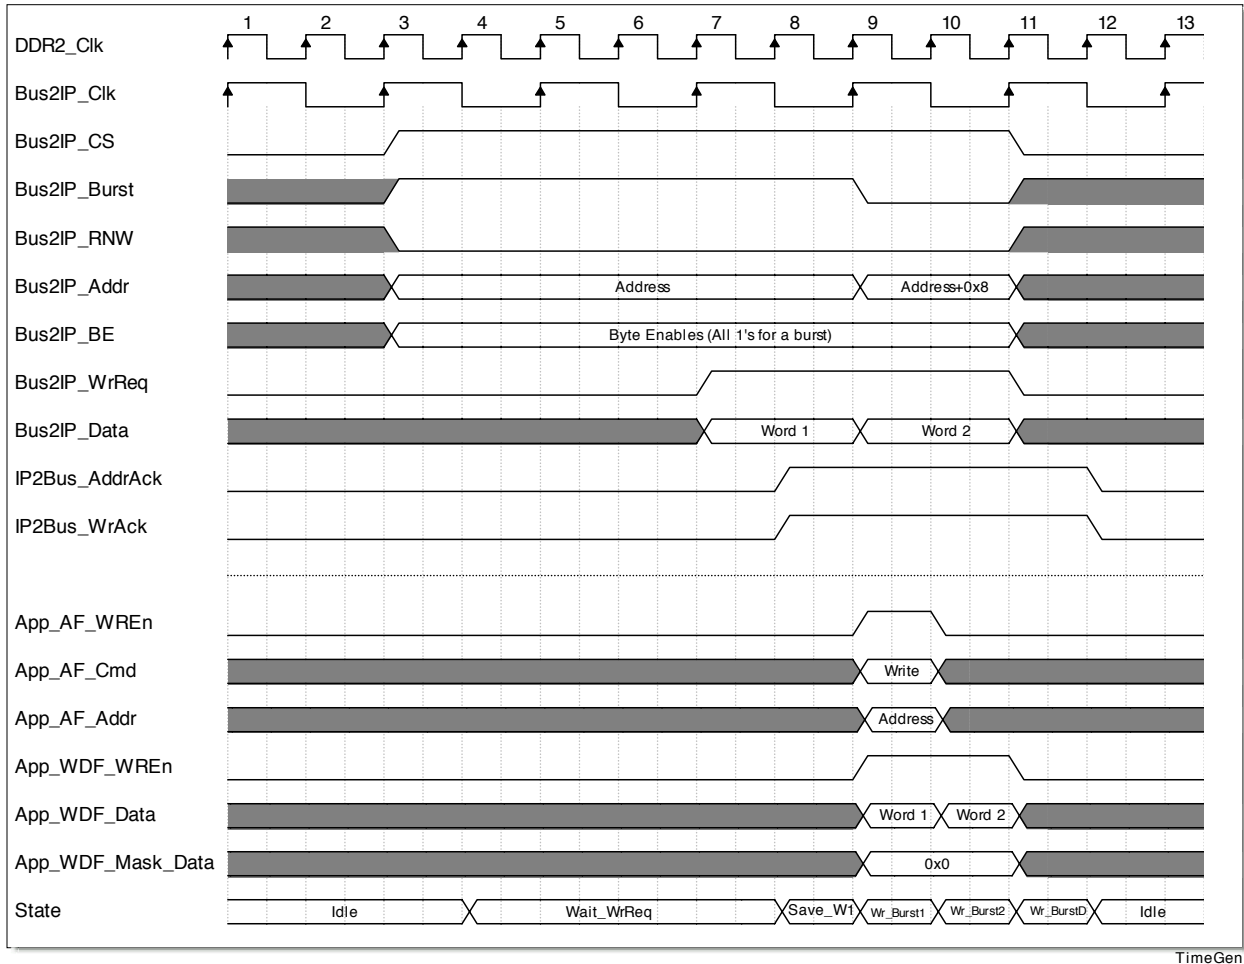 1 2 3 4 5 6 7 8 9 10 11 12 13
DDR2_Clk
Bus2IP_Clk
Bus2IP_CS
Bus2IP_Burst
Bus2IP_RNW
Bus2IP_Addr Address Address+0x8
Bus2IP_BE Byte Enables (All 1's for a burst)
Bus2IP_WrReq
Bus2IP_Data Word 1 Word 2
IP2Bus_AddrAck
IP2Bus_WrAck
App_AF_WREn
App_AF_Cmd Write
App_AF_Addr Address
App_WDF_WREn
App_WDF_Data Word 1 Word 2
App_WDF_Mask_Data 0x0
State Idle Wait_WrReq Save_W1 Wr_Burst1 Wr_Burst2 Wr_BurstD Idle
TimeGen